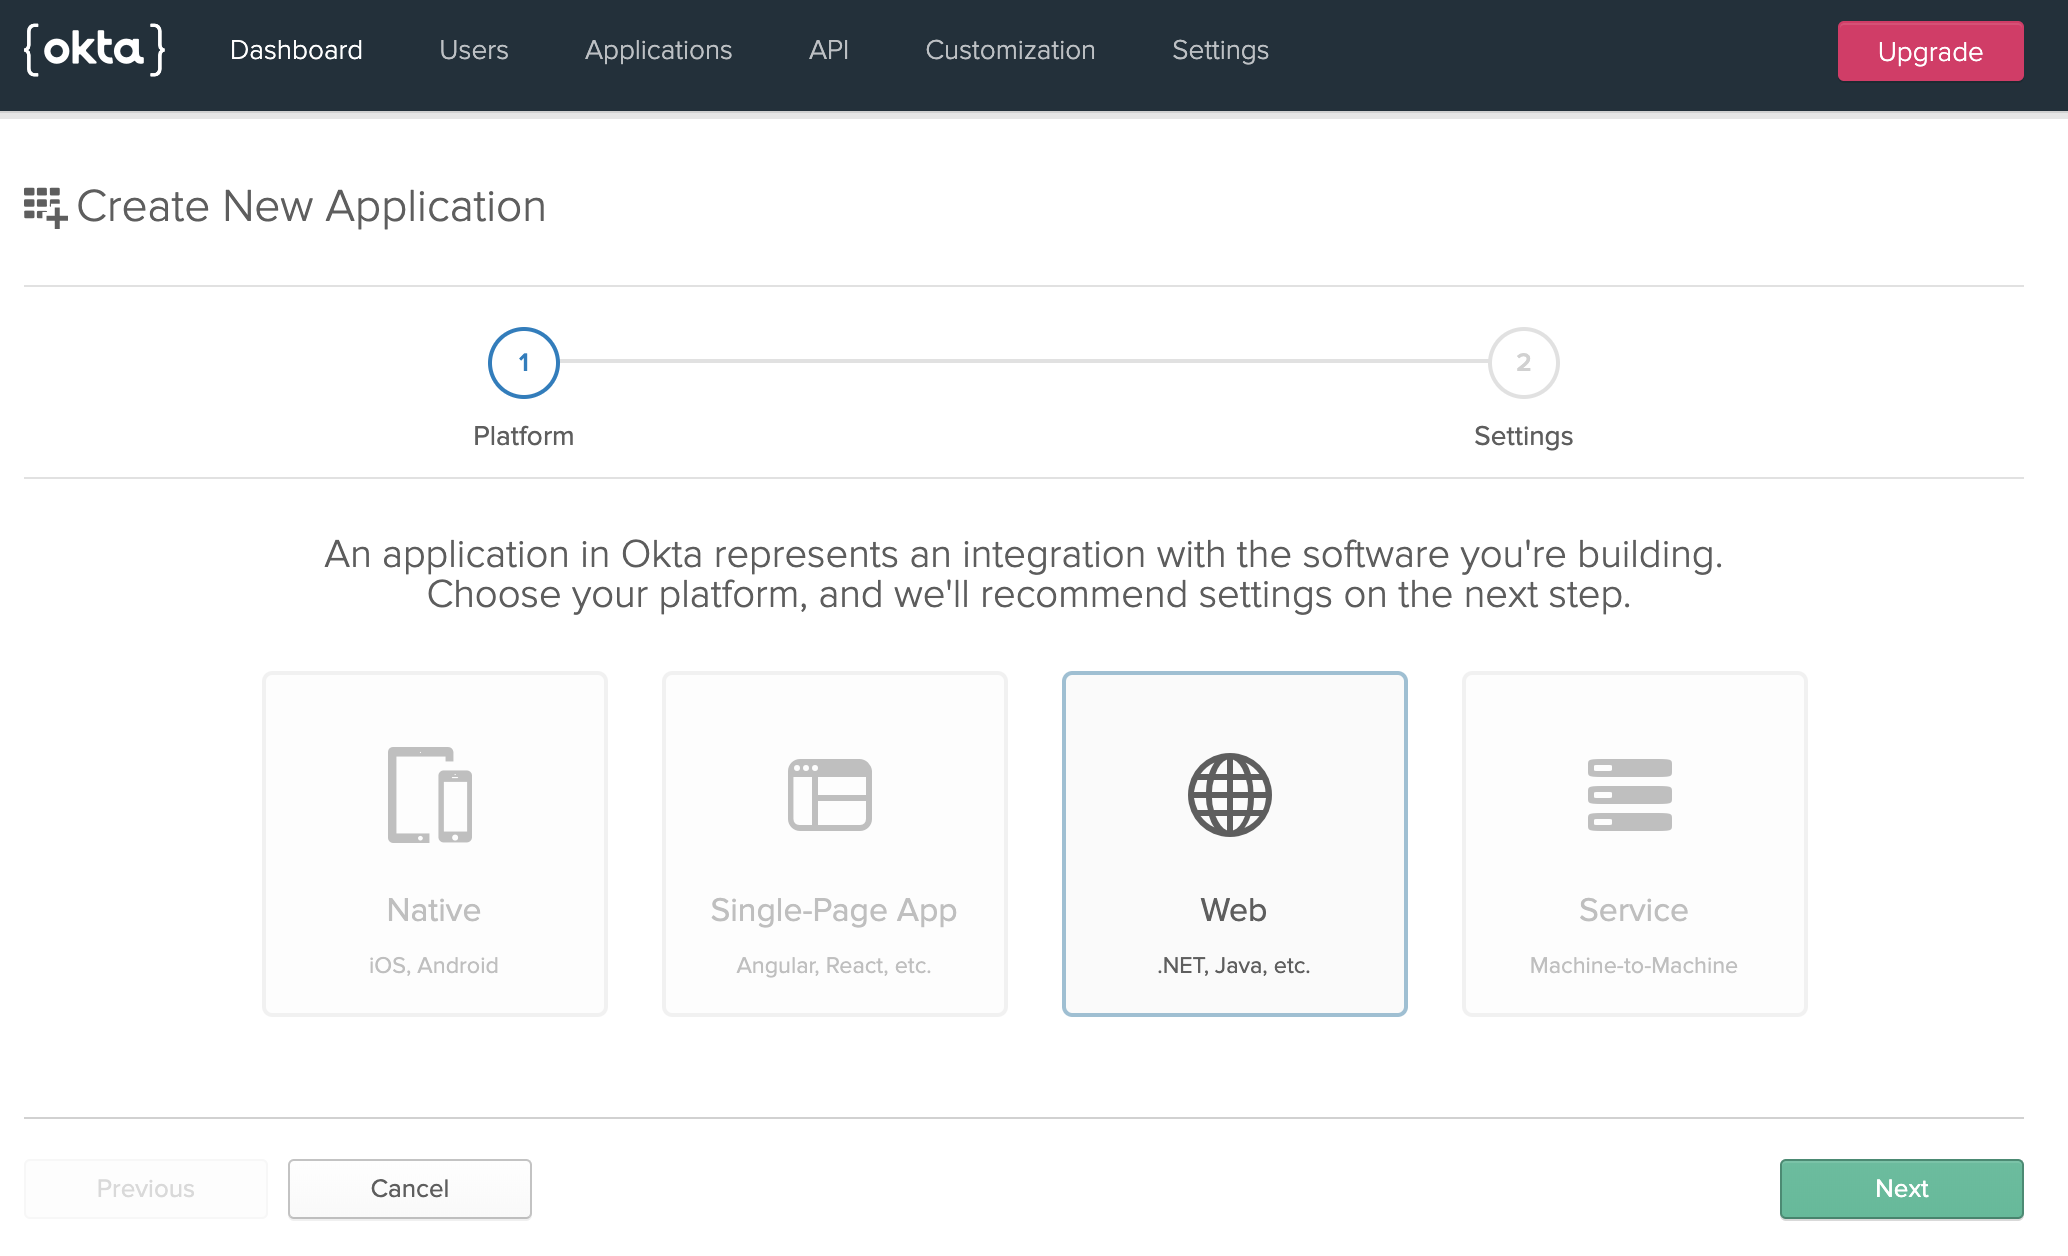 {okta}
Dashboard
Users
Applications
API
Customization
Settings
Upgrade
Create New Application
1
2
Platform
Settings
An application in Okta represents an integration with the software you're building.
Choose your platform, and we'll recommend settings on the next step.
Native
iOS, Android
Single-Page App
Angular, React, etc.
Web
.NET, Java, etc.
Service
Machine-to-Machine
Previous
Cancel
Next